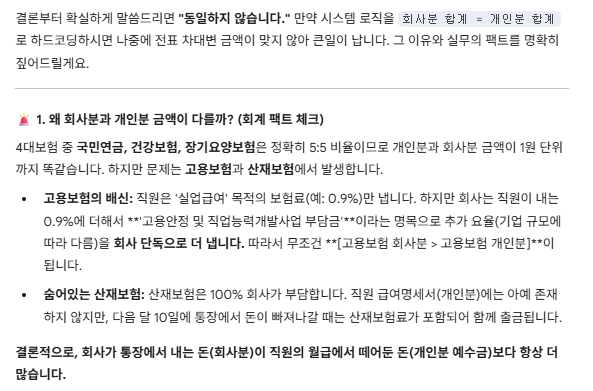 결론부터 확실하게 말씀드리면 "동일하지 않습니다." 만약 시스템 로직을 회사분 합계 = 개인분 합계
로 하드코딩하시면 나중에 전표 차대변 금액이 맞지 않아 큰일이 납니다. 그 이유와 실무의 팩트를 명확히
짚어드릴게요.
🚨 1. 왜 회사분과 개인분 금액이 다를까? (회계 팩트 체크)
4대보험 중 국민연금, 건강보험, 장기요양보험은 정확히 5:5 비율이므로 개인분과 회사분 금액이 1원 단위
까지 똑같습니다. 하지만 문제는 고용보험과 산재보험에서 발생합니다.
• 고용보험의 배신: 직원은 '실업급여' 목적의 보험료(예: 0.9%)만 냅니다. 하지만 회사는 직원이 내는
0.9%에 더해서 **'고용안정 및 직업능력개발사업 부담금'**이라는 명목으로 추가 요율(기업 규모에
따라 다름)을 회사 단독으로 더 냅니다. 따라서 무조건 **[고용보험 회사분 > 고용보험 개인분]**이
됩니다.
• 숨어있는 산재보험: 산재보험은 100% 회사가 부담합니다. 직원 급여명세서(개인분)에는 아예 존재
하지 않지만, 다음 달 10일에 통장에서 돈이 빠져나갈 때는 산재보험료가 포함되어 함께 출금됩니다.
결론적으로, 회사가 통장에서 내는 돈(회사분)이 직원의 월급에서 떼어둔 돈(개인분 예수금)보다 항상 더
많습니다.